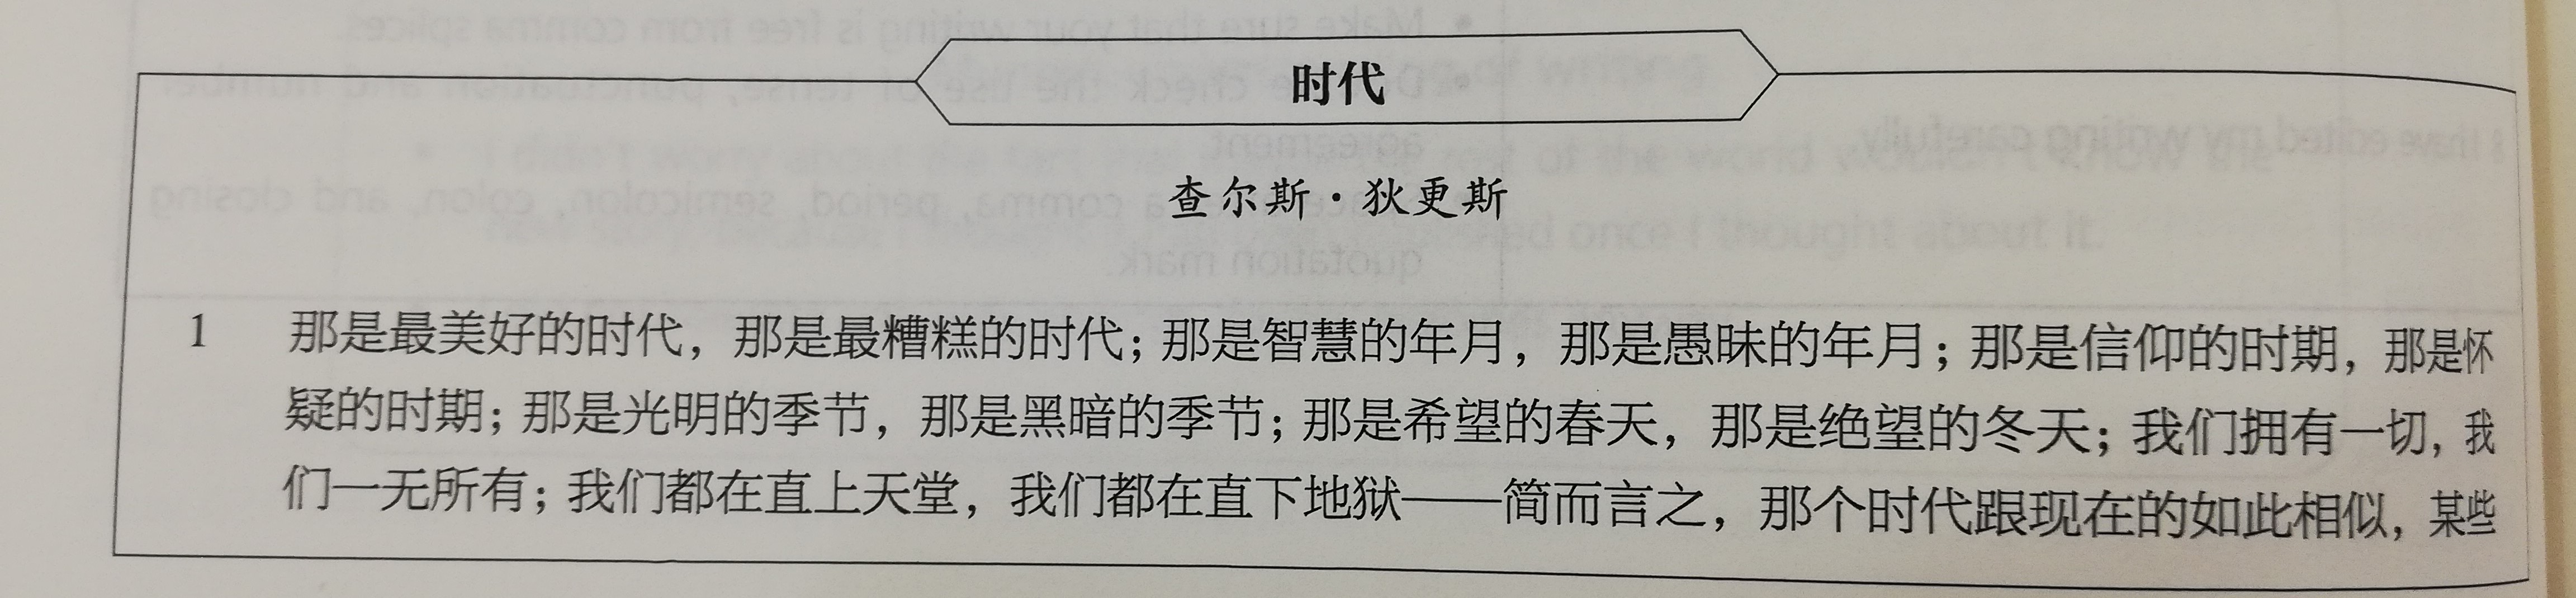 时代
查尔斯·狄更斯
1 那是最美好的时代，那是最糟糕的时代；那是智慧的年月，那是愚昧的年月；那是信仰的时期，那是怀
疑的时期；那是光明的季节，那是黑暗的季节；那是希望的春天，那是绝望的冬天；我们拥有一切，我
们一无所有；我们都在直上天堂，我们都在直下地狱——简而言之，那个时代跟现在的如此相似，某些